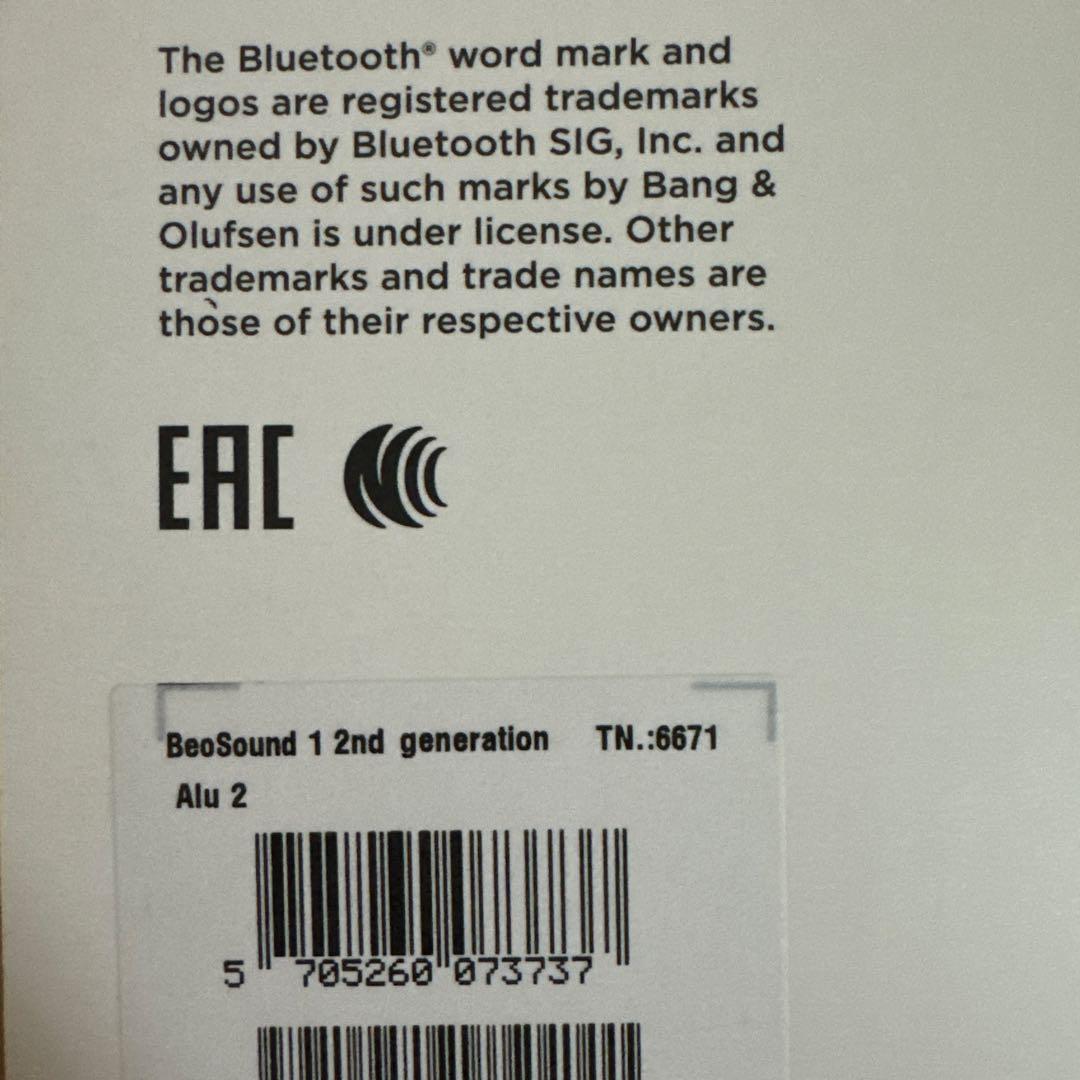 The Bluetooth® word mark and
logos are registered trademarks
owned by Bluetooth SIG, Inc. and
any use of such marks by Bang &
Olufsen is under license. Other
trademarks and trade names are
those of their respective owners.
EAC
BeoSound 1 2nd generation TN.:6671
Alu 2
5 705260 073737